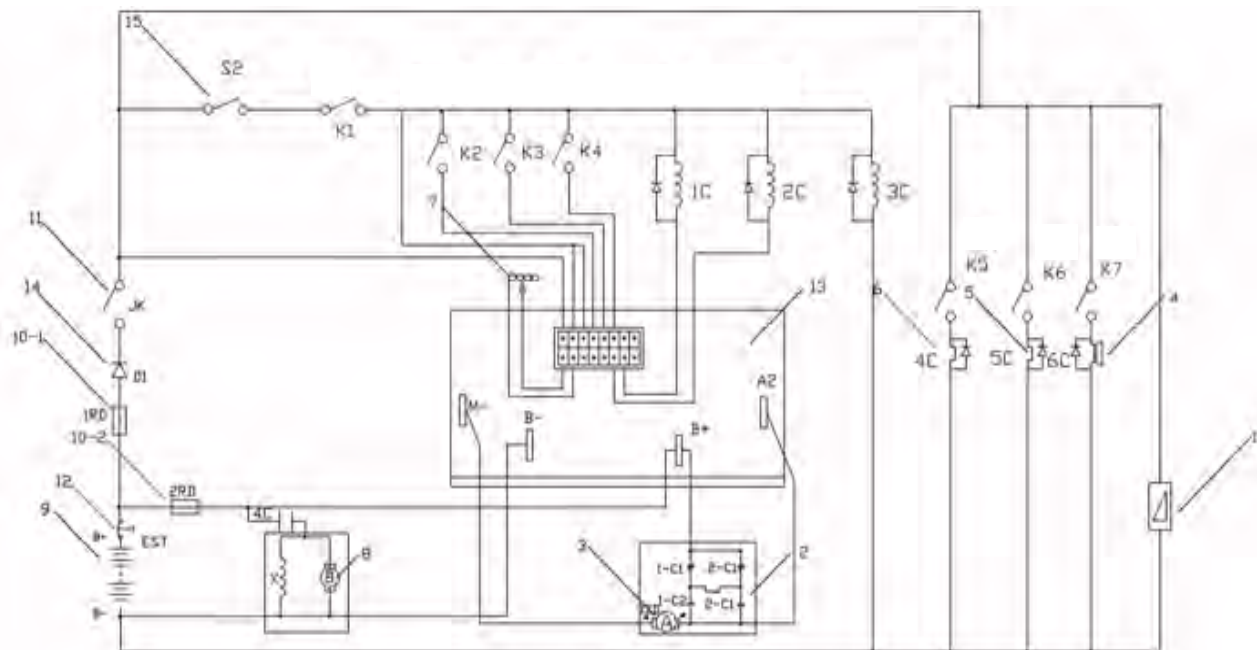 15
S2
K1
K2
K3
K4
1C
2C
3C
7
11
JK
14
D1
10-1
1RD
10-2
2RD
12
9
B+
EST
B-
4C
X
B
8
13
M-
B-
B+
A2
3
1-C1
2-C1
1-C2
2-C1
A
2
K5
K6
K7
6
5
4
4C
5C
6C
1